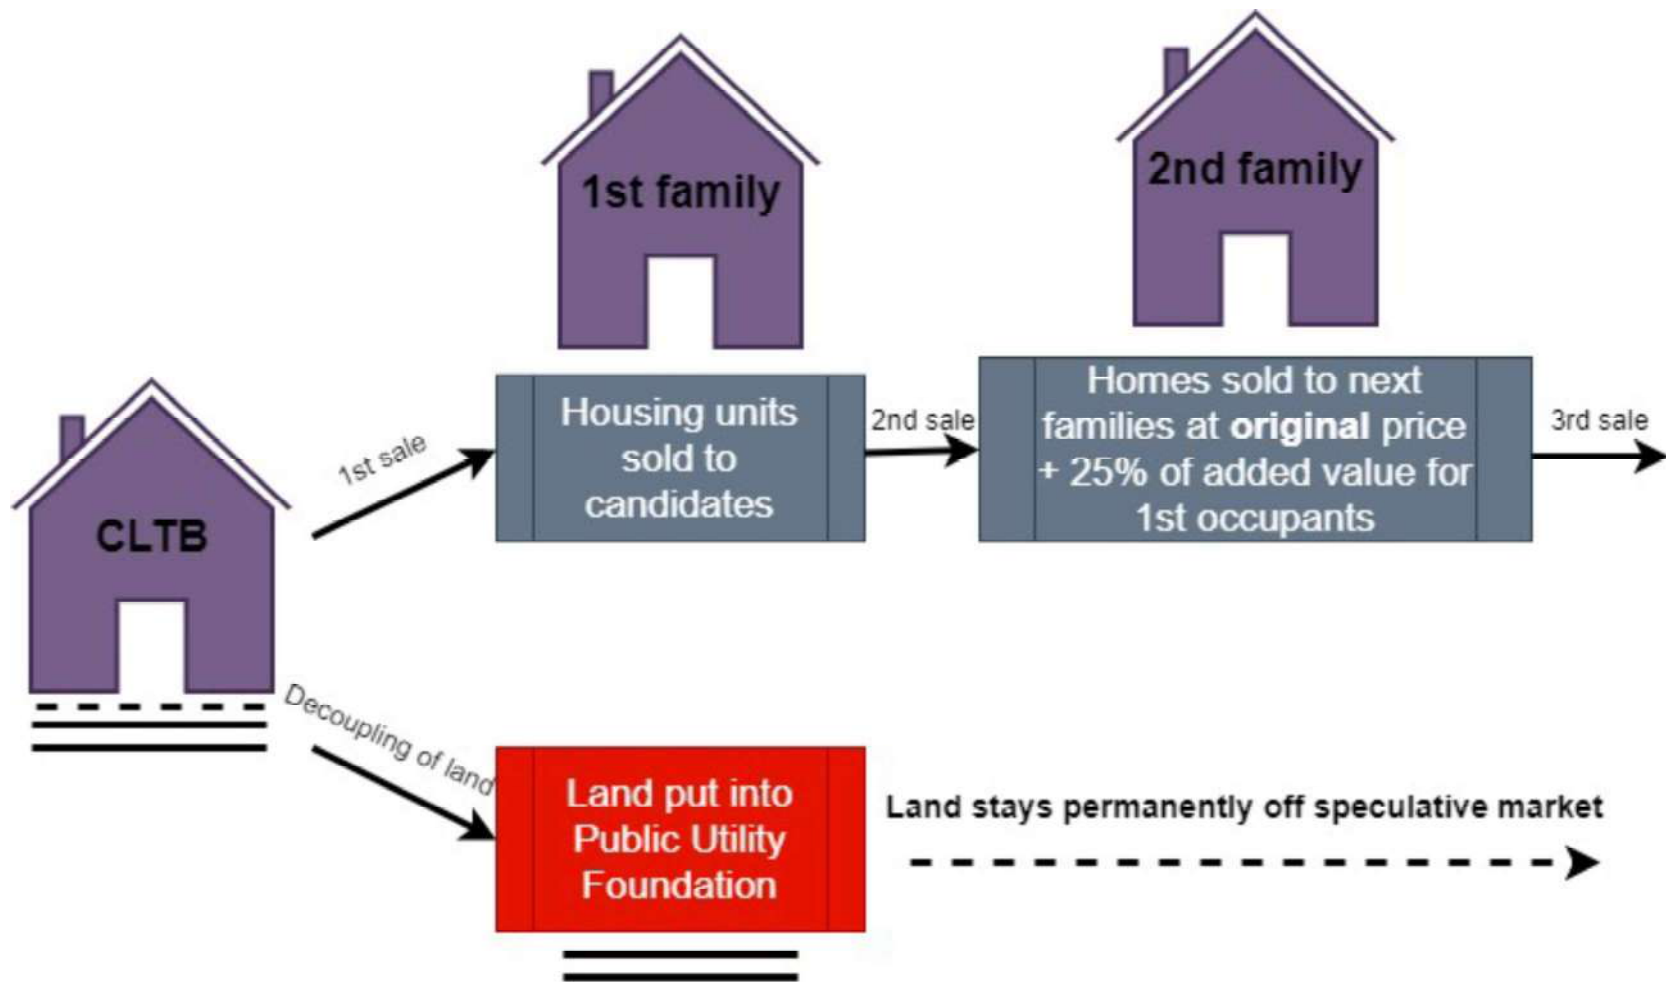 1st family
2nd family
CLTB
1st sale
Housing units
sold to
candidates
2nd sale
Homes sold to next
families at original price
+ 25% of added value for
1st occupants
3rd sale
Decoupling of land
Land put into
Public Utility
Foundation
Land stays permanently off speculative market